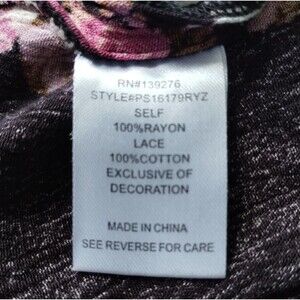 RN#139276
STYLE#PS16179RYZ
SELF
100%RAYON
LACE
100%COTTON
EXCLUSIVE OF
DECORATION
MADE IN CHINA
SEE REVERSE FOR CARE